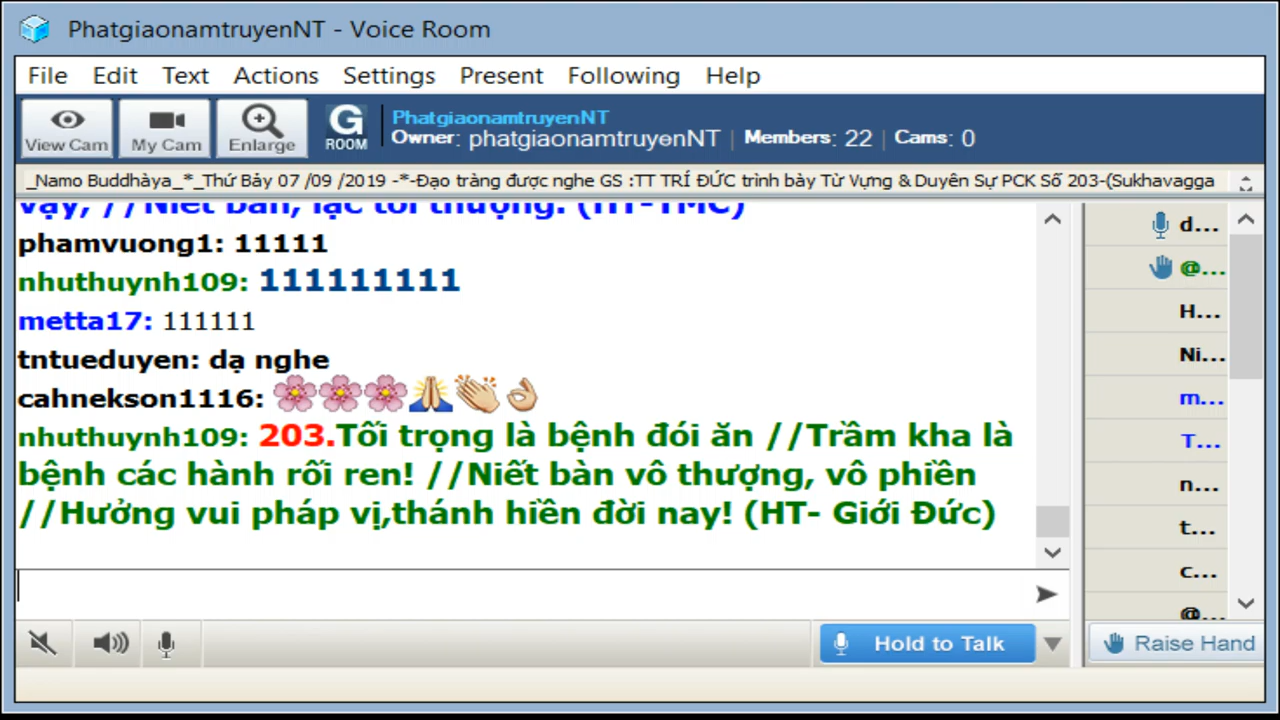 PhatgiaonamtruyenNT - Voice Room
File Edit Text Actions Settings Present Following Help
View Cam My Cam Enlarge G ROOM
PhatgiaonamtruyenNT
Owner: phatgiaonamtruyenNT | Members: 22 | Cams: 0
_Namo Buddhàya_*_Thứ Bảy 07 /09 /2019 -*-Đạo tràng được nghe GS :TT TRÍ ĐỨC trình bày Từ Vựng & Duyên Sự PCK Số 203-(Sukhavagga
vậy, //Niết bàn, lạc tối thượng. (HT-TMC)
phamvuong1: 11111
nhuthuynh109: 111111111
metta17: 111111
tntueduyen: dạ nghe
cahnekson1116: 🌸🌸🌸🙏👏👌
nhuthuynh109: 203.Tối trọng là bệnh đói ăn //Trầm kha là
bệnh các hành rối ren! //Niết bàn vô thượng, vô phiền
//Hưởng vui pháp vị,thánh hiền đời nay! (HT- Giới Đức)
d...
@...
H...
Ni...
m...
T...
n...
t...
c...
@...
Hold to Talk
Raise Hand